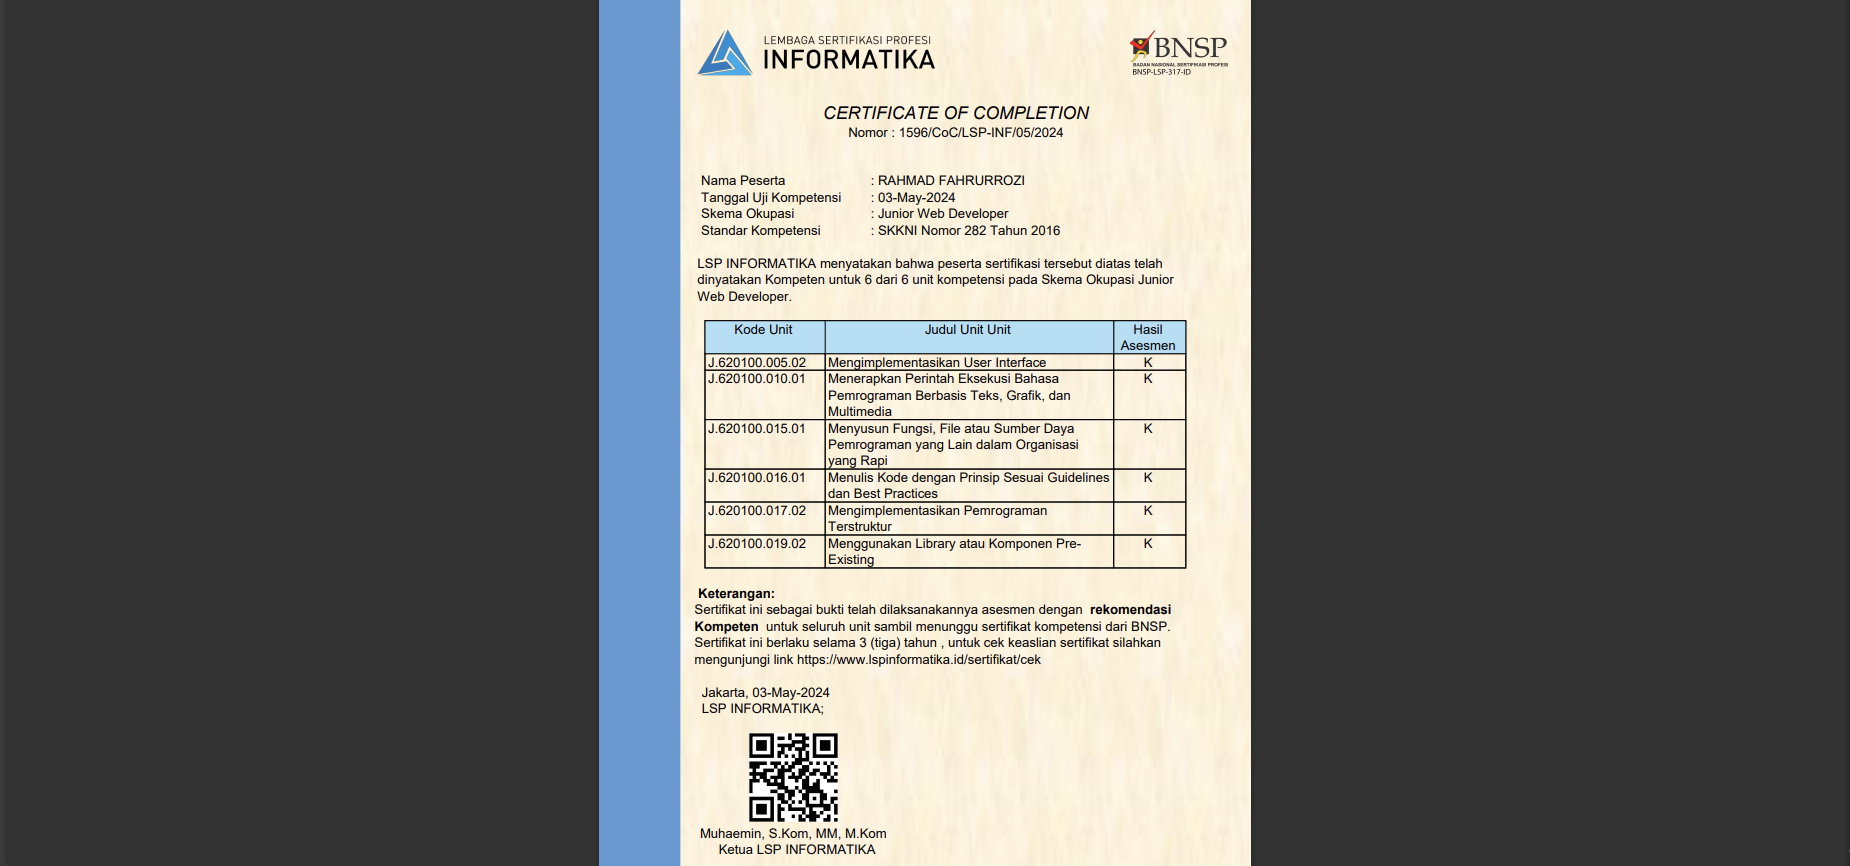 LEMBAGA SERTIFIKASI PROFESI
INFORMATIKA
BNSP
BADAN NASIONAL SERTIFIKASI PROFESI
BNSP-LSP-317-ID
CERTIFICATE OF COMPLETION
Nomor : 1596/CoC/LSP-INF/05/2024
Nama Peserta : RAHMAD FAHRURROZI
Tanggal Uji Kompetensi : 03-May-2024
Skema Okupasi : Junior Web Developer
Standar Kompetensi : SKKNI Nomor 282 Tahun 2016
LSP INFORMATIKA menyatakan bahwa peserta sertifikasi tersebut diatas telah
dinyatakan Kompeten untuk 6 dari 6 unit kompetensi pada Skema Okupasi Junior
Web Developer.
Kode Unit Judul Unit Unit Hasil
Asesmen
J.620100.005.02 Mengimplementasikan User Interface K
J.620100.010.01 Menerapkan Perintah Eksekusi Bahasa K
Pemrograman Berbasis Teks, Grafik, dan
Multimedia
J.620100.015.01 Menyusun Fungsi, File atau Sumber Daya K
Pemrograman yang Lain dalam Organisasi
yang Rapi
J.620100.016.01 Menulis Kode dengan Prinsip Sesuai Guidelines K
dan Best Practices
J.620100.017.02 Mengimplementasikan Pemrograman K
Terstruktur
J.620100.019.02 Menggunakan Library atau Komponen Pre- K
Existing
Keterangan:
Sertifikat ini sebagai bukti telah dilaksanakannya asesmen dengan rekomendasi
Kompeten untuk seluruh unit sambil menunggu sertifikat kompetensi dari BNSP.
Sertifikat ini berlaku selama 3 (tiga) tahun , untuk cek keaslian sertifikat silahkan
mengunjungi link https://www.lspinformatika.id/sertifikat/cek
Jakarta, 03-May-2024
LSP INFORMATIKA;
Muhaemin, S.Kom, MM, M.Kom
Ketua LSP INFORMATIKA